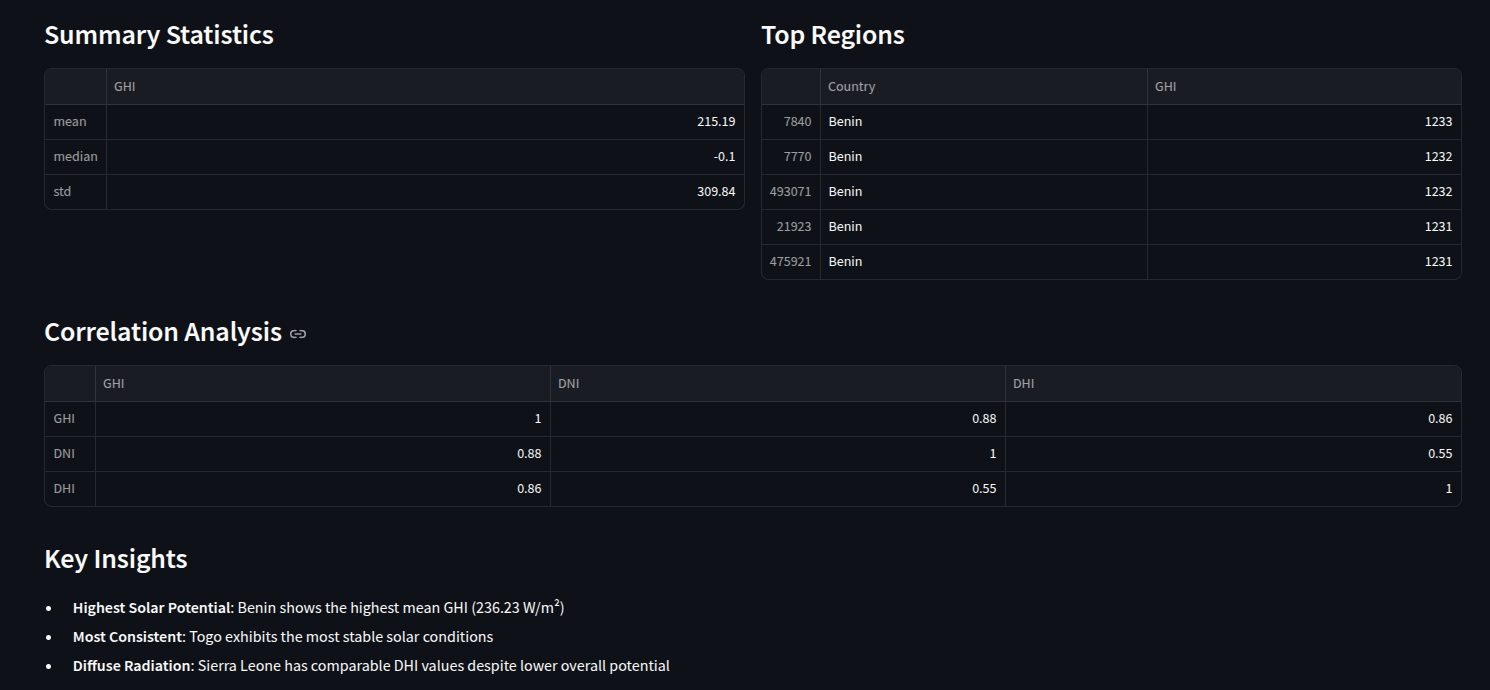 Summary Statistics
GHI
mean 215.19
median -0.1
std 309.84
Top Regions
Country GHI
7840 Benin 1233
7770 Benin 1232
493071 Benin 1232
21923 Benin 1231
475921 Benin 1231
Correlation Analysis
GHI DNI DHI
GHI 1 0.88 0.86
DNI 0.88 1 0.55
DHI 0.86 0.55 1
Key Insights
• Highest Solar Potential: Benin shows the highest mean GHI (236.23 W/m²)
• Most Consistent: Togo exhibits the most stable solar conditions
• Diffuse Radiation: Sierra Leone has comparable DHI values despite lower overall potential